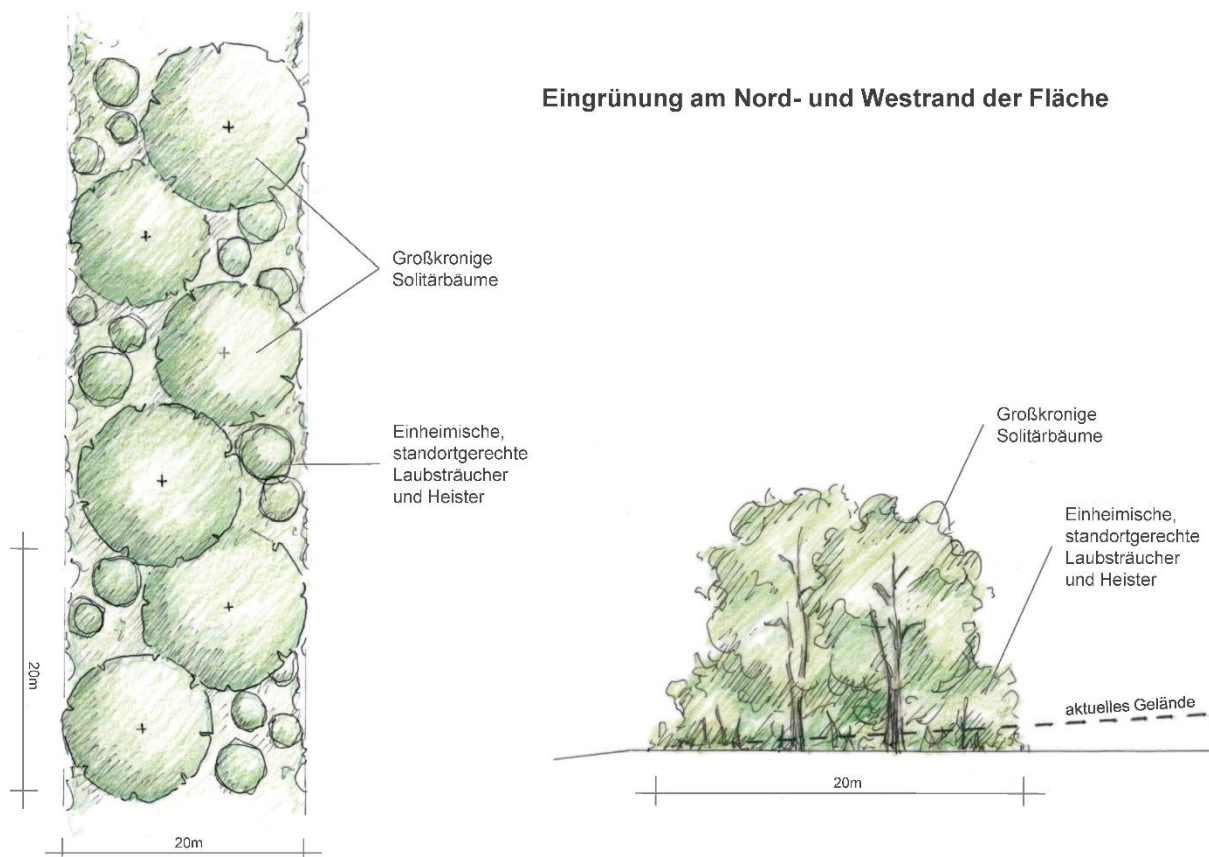 Eingrünung am Nord- und Westrand der Fläche
Großkronige
Solitärbäume
Einheimische,
standortgerechte
Laubsträucher
und Heister
20m
20m
Großkronige
Solitärbäume
Einheimische,
standortgerechte
Laubsträucher
und Heister
aktuelles Gelände
20m